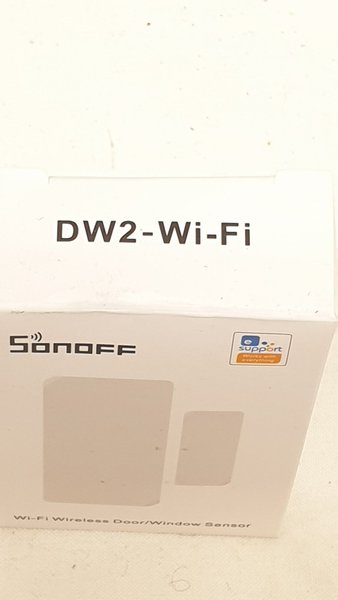 DW2-Wi-Fi
SONOFF
e
support
Works with
everything
Wi-Fi Wireless Door/Window Sensor